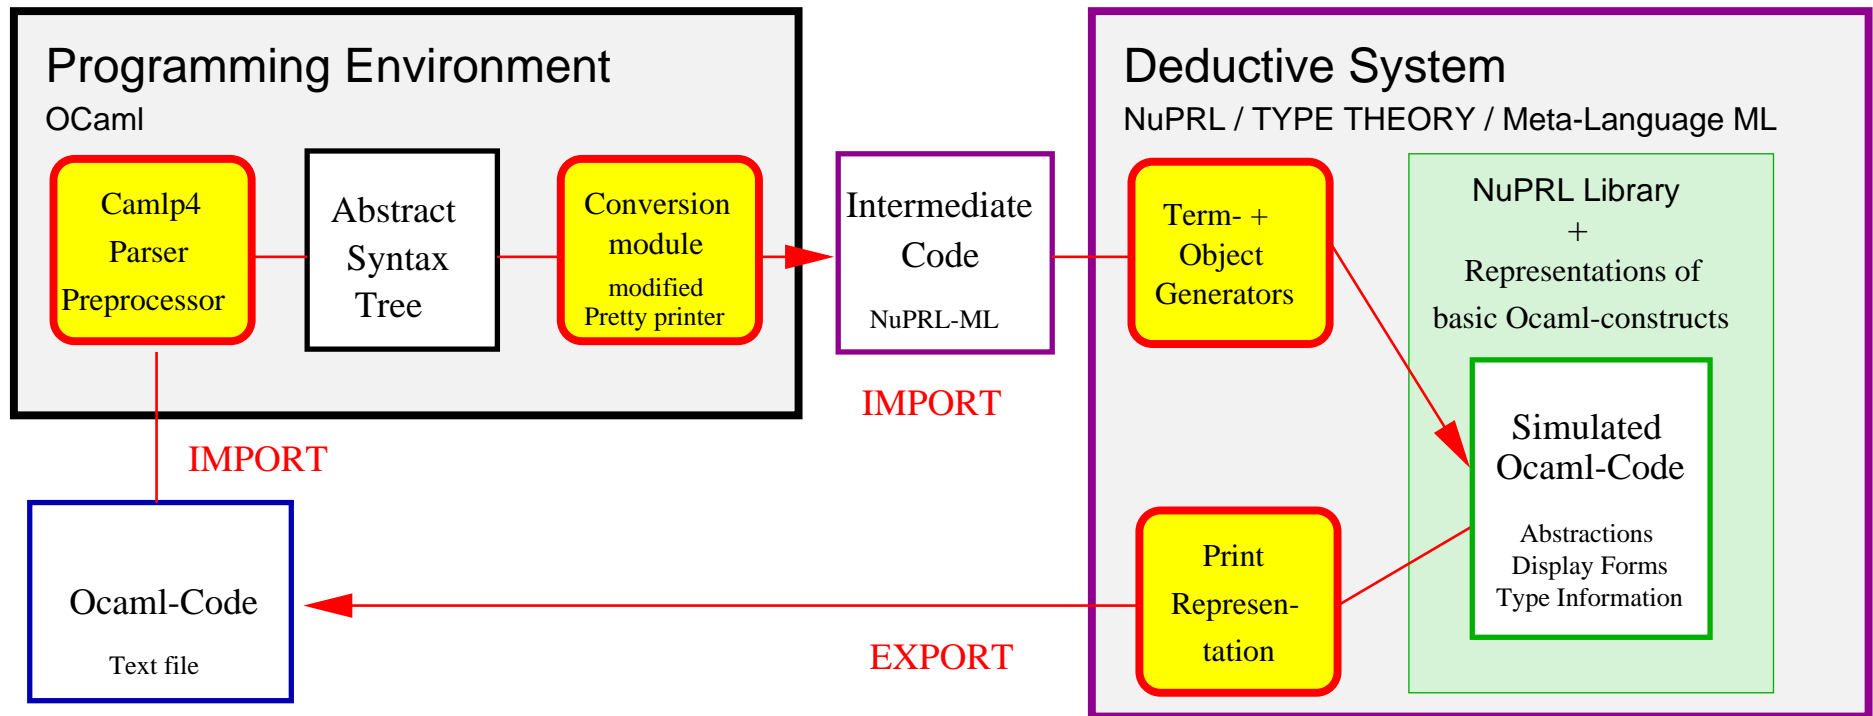 Programming Environment
OCaml
Camlp4
Parser
Preprocessor
Abstract
Syntax
Tree
Conversion
module
modified
Pretty printer
Intermediate
Code
NuPRL-ML
IMPORT
IMPORT
Ocaml-Code
Text file
Deductive System
NuPRL / TYPE THEORY / Meta-Language ML
Term- +
Object
Generators
NuPRL Library
+
Representations of
basic Ocaml-constructs
Simulated
Ocaml-Code
Abstractions
Display Forms
Type Information
Print
Represen-
tation
EXPORT